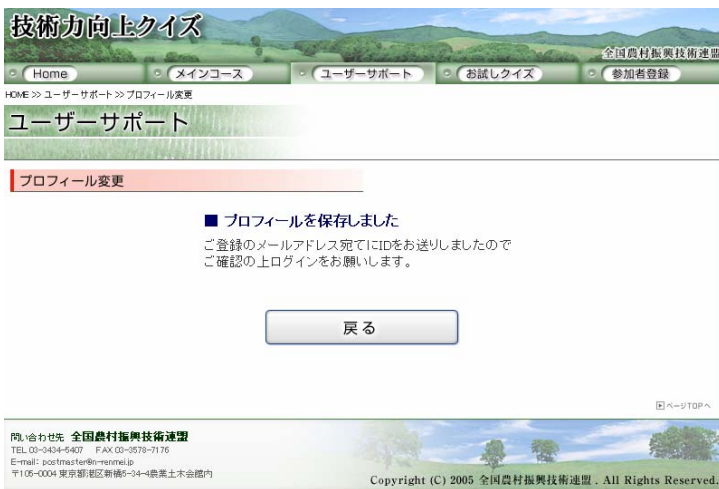 技術力向上クイズ
全国農村振興技術連盟
Home メインコース ユーザーサポート お試しクイズ 参加者登録
HOME >> ユーザーサポート >> プロフィール変更
ユーザーサポート
プロフィール変更
■ プロフィールを保存しました
ご登録のメールアドレス宛てにIDをお送りしましたので
ご確認の上ログインをお願いします。
戻る
ページTOPへ
問い合わせ先 全国農村振興技術連盟
TEL 03-3434-5407 FAX 03-3578-7176
E-mail: postmaster@n-renmei.jp
〒105-0004 東京都港区新橋5-34-4農業土木会館内
Copyright (C) 2005 全国農村振興技術連盟 . All Rights Reserved.